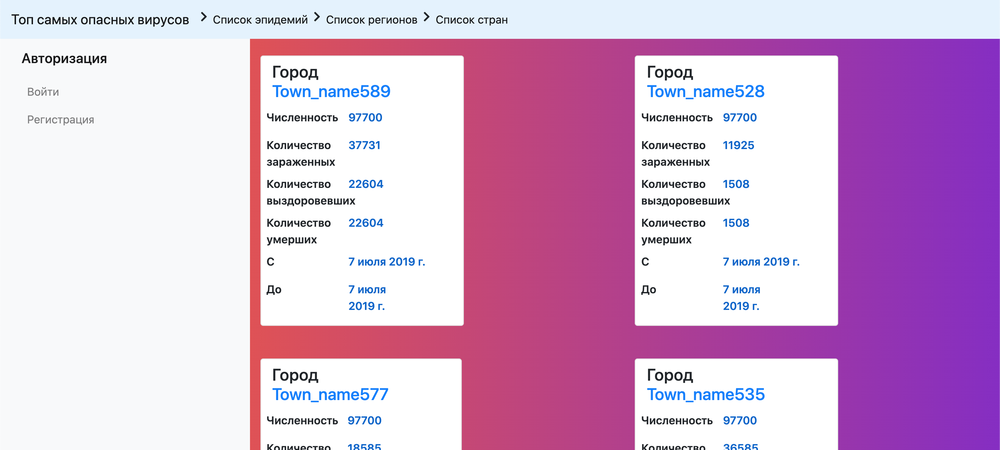 Топ самых опасных вирусов Список эпидемий Список регионов Список стран
Авторизация
Войти
Регистрация
Город
Town_name589
Численность 97700
Количество 37731
зараженных
Количество 22604
выздоровевших
Количество 22604
умерших
С 7 июля 2019 г.
До 7 июля
2019 г.
Город
Town_name528
Численность 97700
Количество 11925
зараженных
Количество 1508
выздоровевших
Количество 1508
умерших
С 7 июля 2019 г.
До 7 июля
2019 г.
Город
Town_name577
Численность 97700
Количество 18585
Город
Town_name535
Численность 97700
Количество 36585